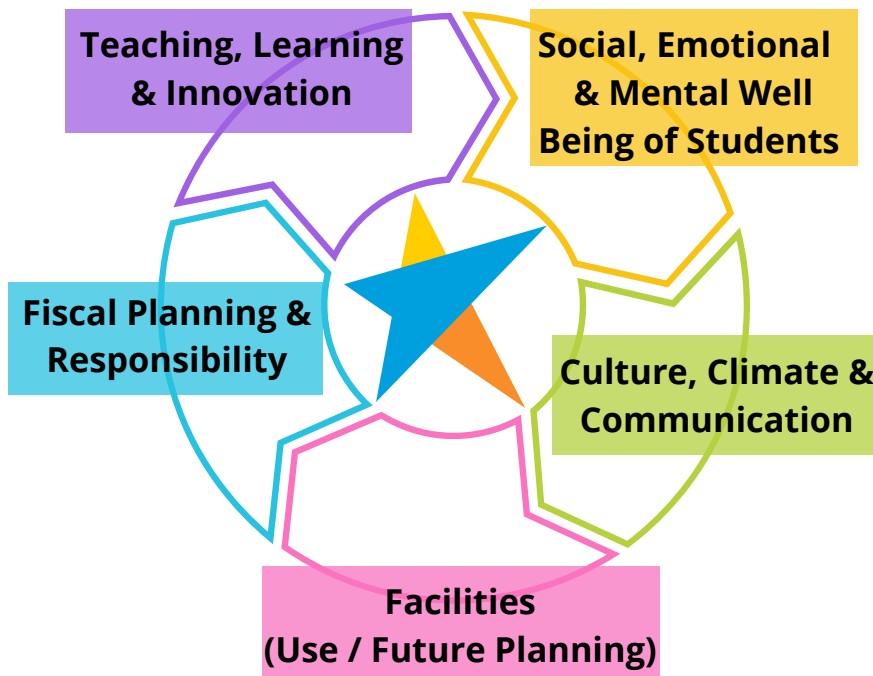 Teaching, Learning
& Innovation
Social, Emotional
& Mental Well
Being of Students
Fiscal Planning &
Responsibility
Culture, Climate &
Communication
Facilities
(Use / Future Planning)